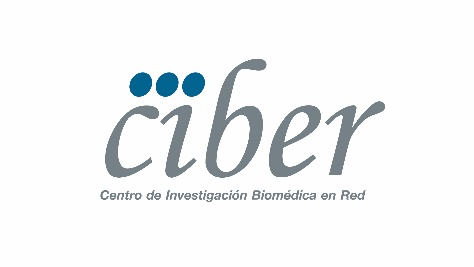 ciber
Centro de Investigación Biomédica en Red